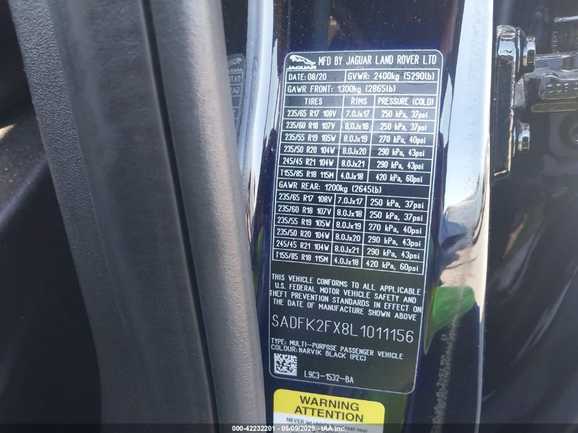 JAGUAR
MFD BY JAGUAR LAND ROVER LTD
DATE: 08/20 GVWR: 2400kg (5290lb)
GAWR FRONT: 1300kg (2865lb)
TIRES RIMS PRESSURE (COLD)
235/65 R17 108V 7.0Jx17 250 kPa, 37psi
235/60 R18 107V 8.0Jx18 250 kPa, 37psi
235/55 R19 105W 8.0Jx19 270 kPa, 40psi
235/50 R20 104W 8.0Jx20 290 kPa, 43psi
245/45 R21 104W 8.0Jx21 290 kPa, 43psi
T155/85 R18 115M 4.0Jx18 420 kPa, 60psi
GAWR REAR: 1200kg (2645lb)
235/65 R17 108V 7.0Jx17 250 kPa, 37psi
235/60 R18 107V 8.0Jx18 250 kPa, 37psi
235/55 R19 105W 8.0Jx19 270 kPa, 40psi
235/50 R20 104W 8.0Jx20 290 kPa, 43psi
245/45 R21 104W 8.0Jx21 290 kPa, 43psi
T155/85 R18 115M 4.0Jx18 420 kPa, 60psi
THIS VEHICLE CONFORMS TO ALL APPLICABLE
U.S. FEDERAL MOTOR VEHICLE SAFETY AND
THEFT PREVENTION STANDARDS IN EFFECT ON
THE DATE OF MANUFACTURE SHOWN ABOVE.
SADFK2FX8L1011156
TYPE: MULTI-PURPOSE PASSENGER VEHICLE
COLOUR: NARVIK BLACK (PEC)
L9C3-1532-BA
WARNING
ATTENTION
000-42232201
IAA Inc.